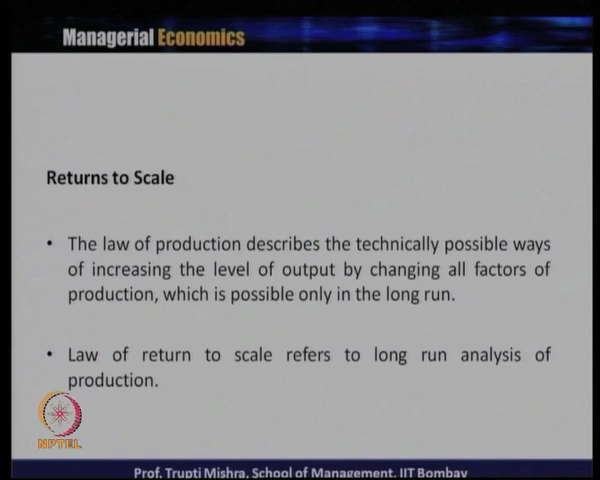 Managerial Economics
Returns to Scale
• The law of production describes the technically possible ways
of increasing the level of output by changing all factors of
production, which is possible only in the long run.
• Law of return to scale refers to long run analysis of
production.
NPTEL
Prof. Trupti Mishra, School of Management, IIT Bombay